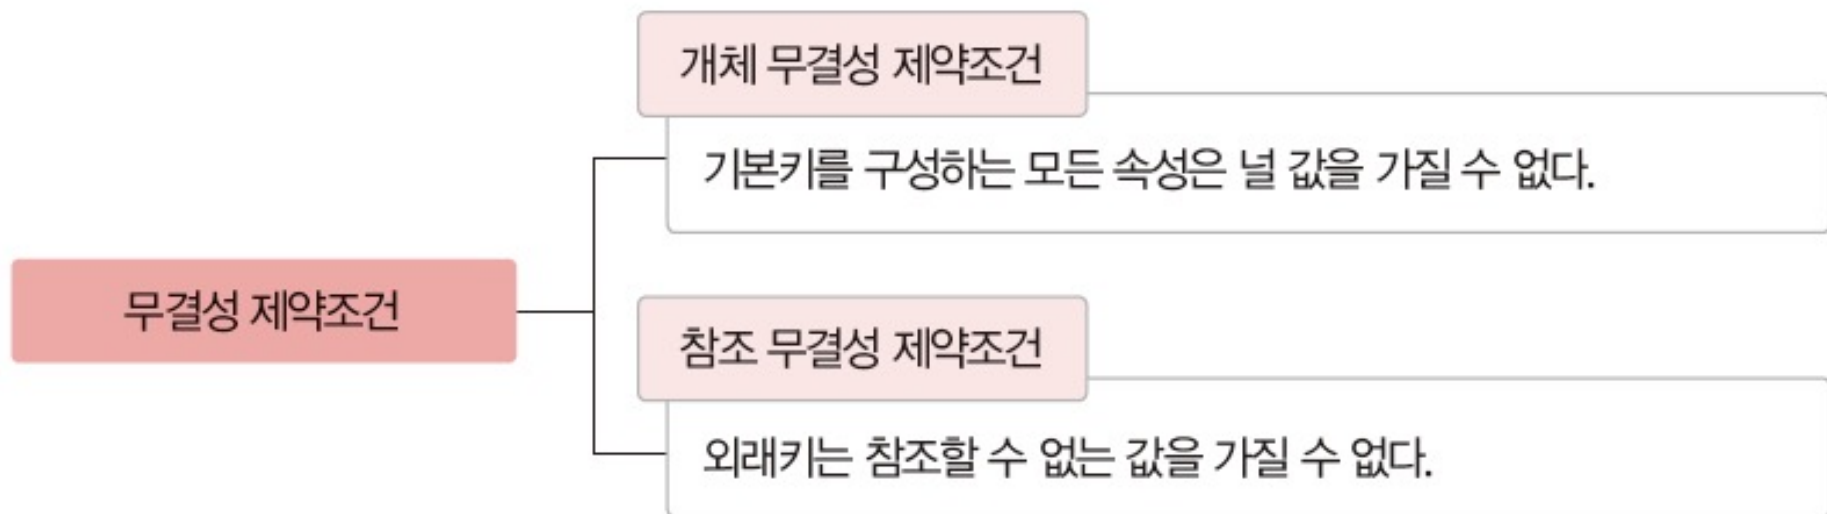 개체 무결성 제약조건
기본키를 구성하는 모든 속성은 널 값을 가질 수 없다.
무결성 제약조건
참조 무결성 제약조건
외래키는 참조할 수 없는 값을 가질 수 없다.